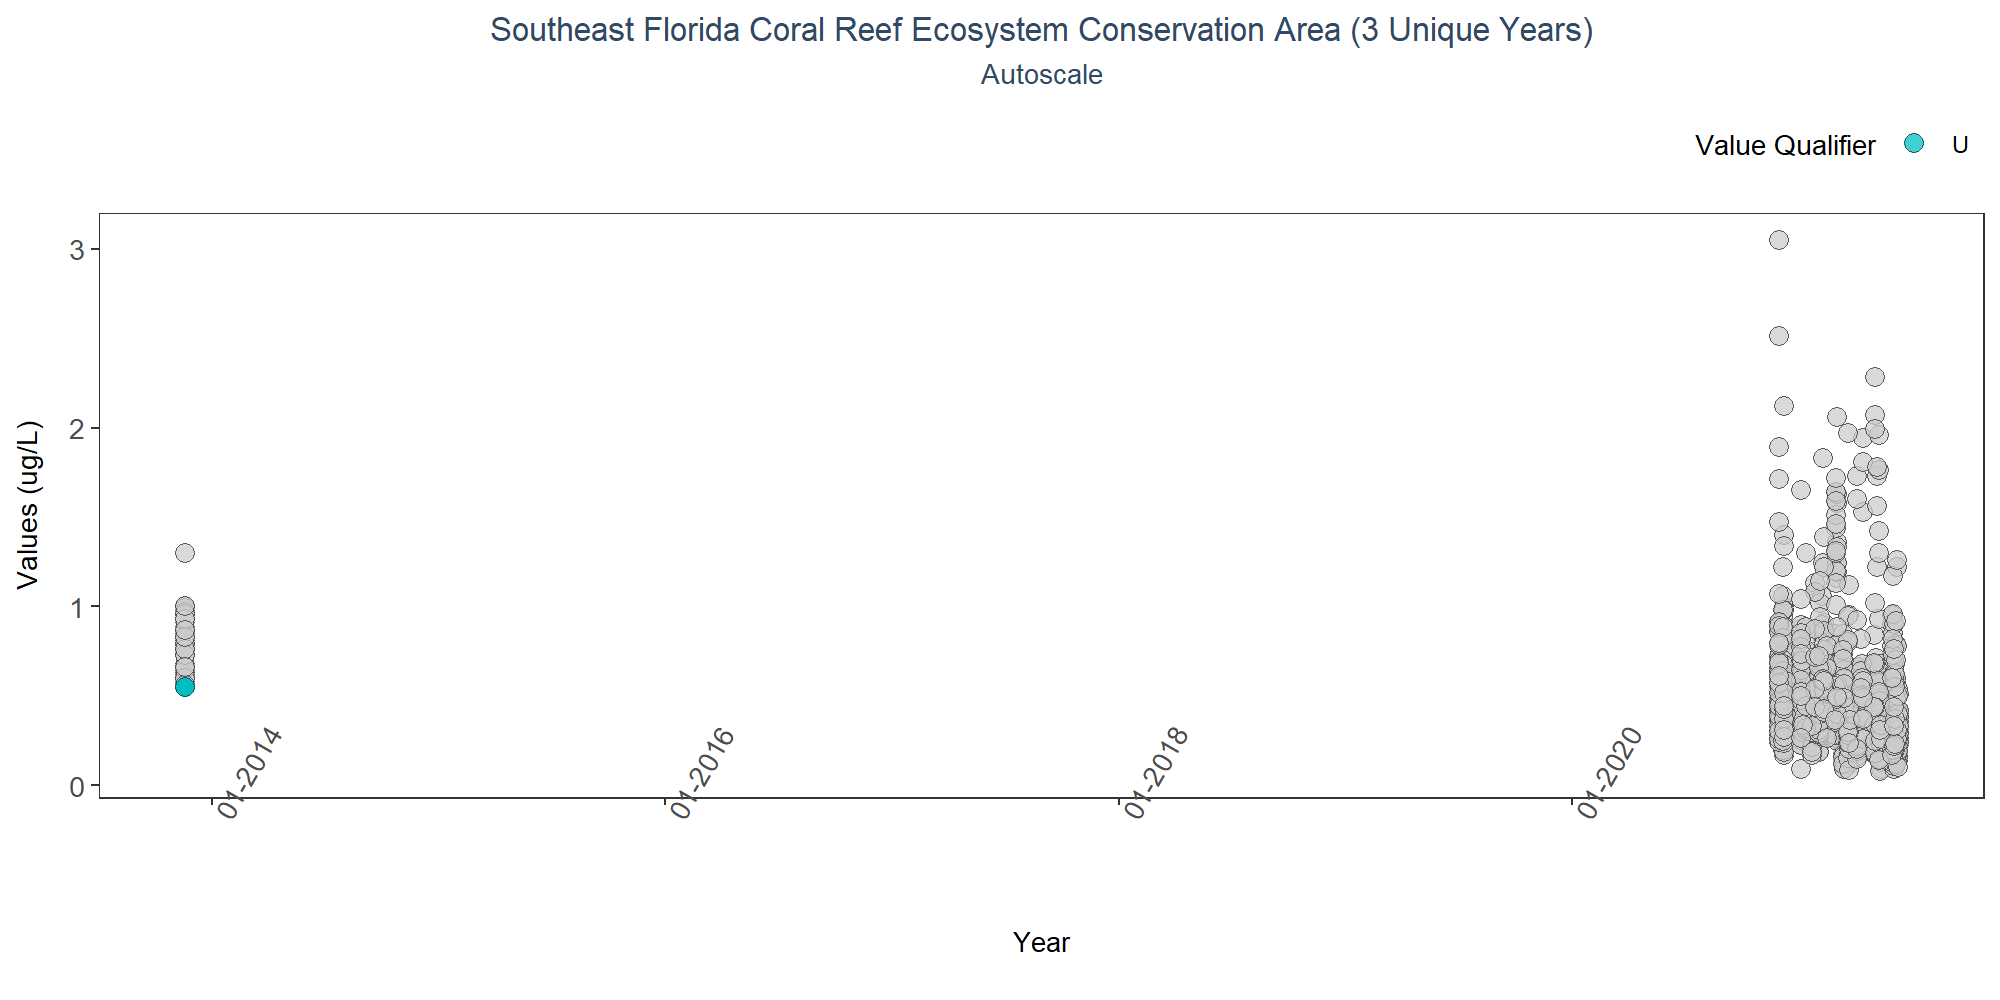 Southeast Florida Coral Reef Ecosystem Conservation Area (3 Unique Years)
Autoscale
Value Qualifier U
Values (ug/L)
3
2
1
0
01-2014
01-2016
01-2018
01-2020
Year